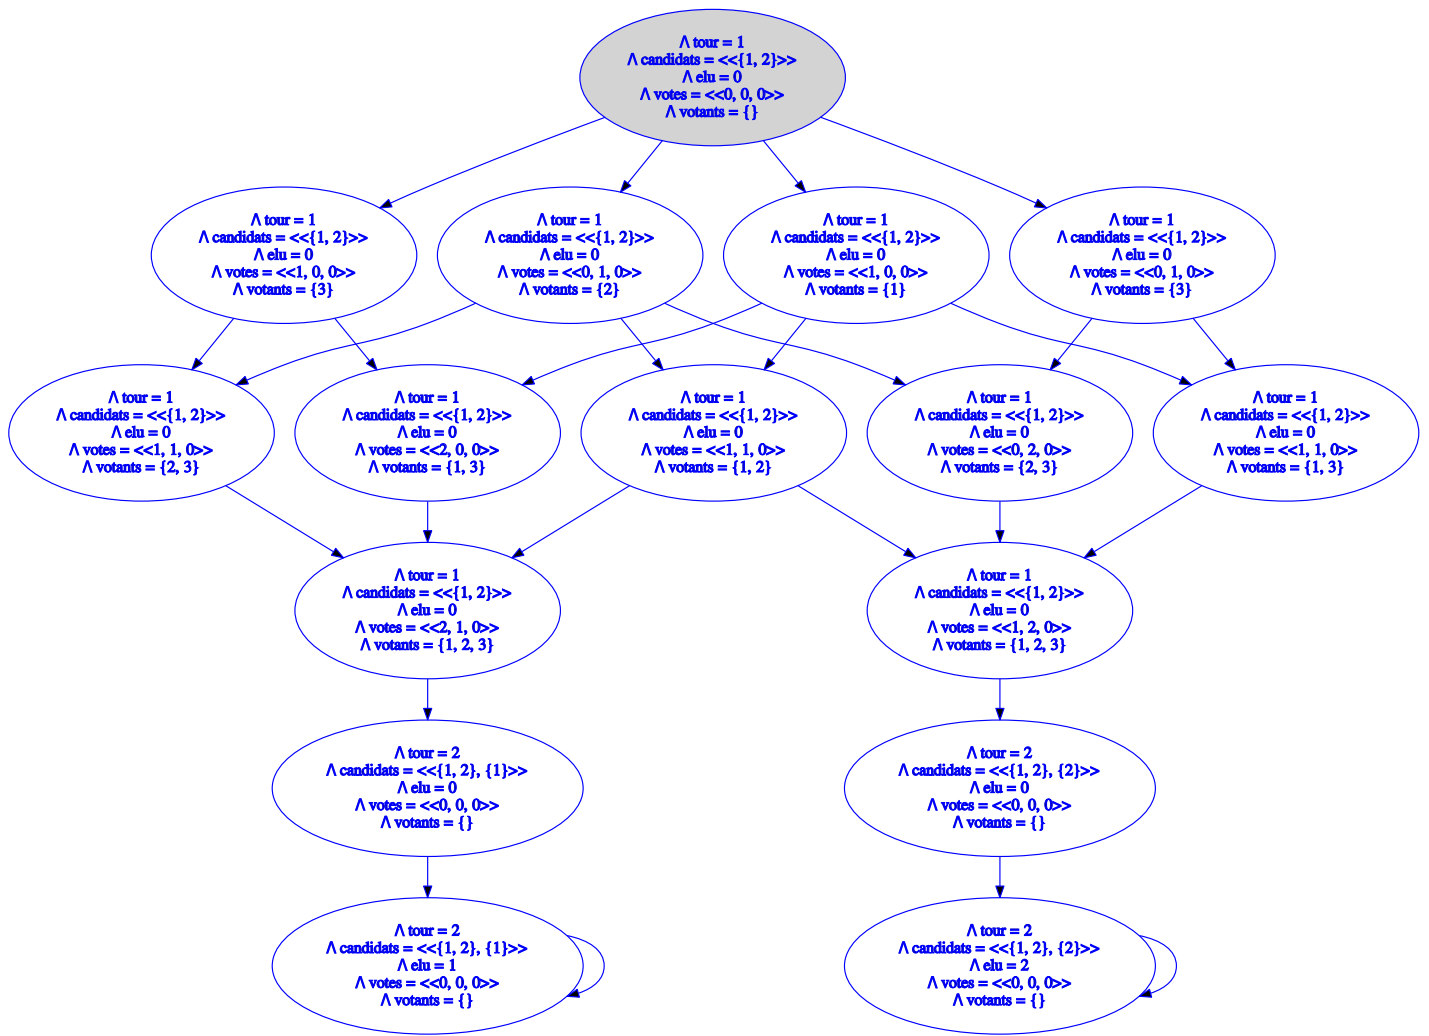 /\ tour = 1
/\ candidats = <<{1, 2}>>
/\ elu = 0
/\ votes = <<0, 0, 0>>
/\ votants = {}
/\ tour = 1
/\ candidats = <<{1, 2}>>
/\ elu = 0
/\ votes = <<1, 0, 0>>
/\ votants = {3}
/\ tour = 1
/\ candidats = <<{1, 2}>>
/\ elu = 0
/\ votes = <<0, 1, 0>>
/\ votants = {2}
/\ tour = 1
/\ candidats = <<{1, 2}>>
/\ elu = 0
/\ votes = <<1, 0, 0>>
/\ votants = {1}
/\ tour = 1
/\ candidats = <<{1, 2}>>
/\ elu = 0
/\ votes = <<0, 1, 0>>
/\ votants = {3}
/\ tour = 1
/\ candidats = <<{1, 2}>>
/\ elu = 0
/\ votes = <<1, 1, 0>>
/\ votants = {2, 3}
/\ tour = 1
/\ candidats = <<{1, 2}>>
/\ elu = 0
/\ votes = <<2, 0, 0>>
/\ votants = {1, 3}
/\ tour = 1
/\ candidats = <<{1, 2}>>
/\ elu = 0
/\ votes = <<1, 1, 0>>
/\ votants = {1, 2}
/\ tour = 1
/\ candidats = <<{1, 2}>>
/\ elu = 0
/\ votes = <<0, 2, 0>>
/\ votants = {2, 3}
/\ tour = 1
/\ candidats = <<{1, 2}>>
/\ elu = 0
/\ votes = <<1, 1, 0>>
/\ votants = {1, 3}
/\ tour = 1
/\ candidats = <<{1, 2}>>
/\ elu = 0
/\ votes = <<2, 1, 0>>
/\ votants = {1, 2, 3}
/\ tour = 1
/\ candidats = <<{1, 2}>>
/\ elu = 0
/\ votes = <<1, 2, 0>>
/\ votants = {1, 2, 3}
/\ tour = 2
/\ candidats = <<{1, 2}, {1}>>
/\ elu = 0
/\ votes = <<0, 0, 0>>
/\ votants = {}
/\ tour = 2
/\ candidats = <<{1, 2}, {2}>>
/\ elu = 0
/\ votes = <<0, 0, 0>>
/\ votants = {}
/\ tour = 2
/\ candidats = <<{1, 2}, {1}>>
/\ elu = 1
/\ votes = <<0, 0, 0>>
/\ votants = {}
/\ tour = 2
/\ candidats = <<{1, 2}, {2}>>
/\ elu = 2
/\ votes = <<0, 0, 0>>
/\ votants = {}